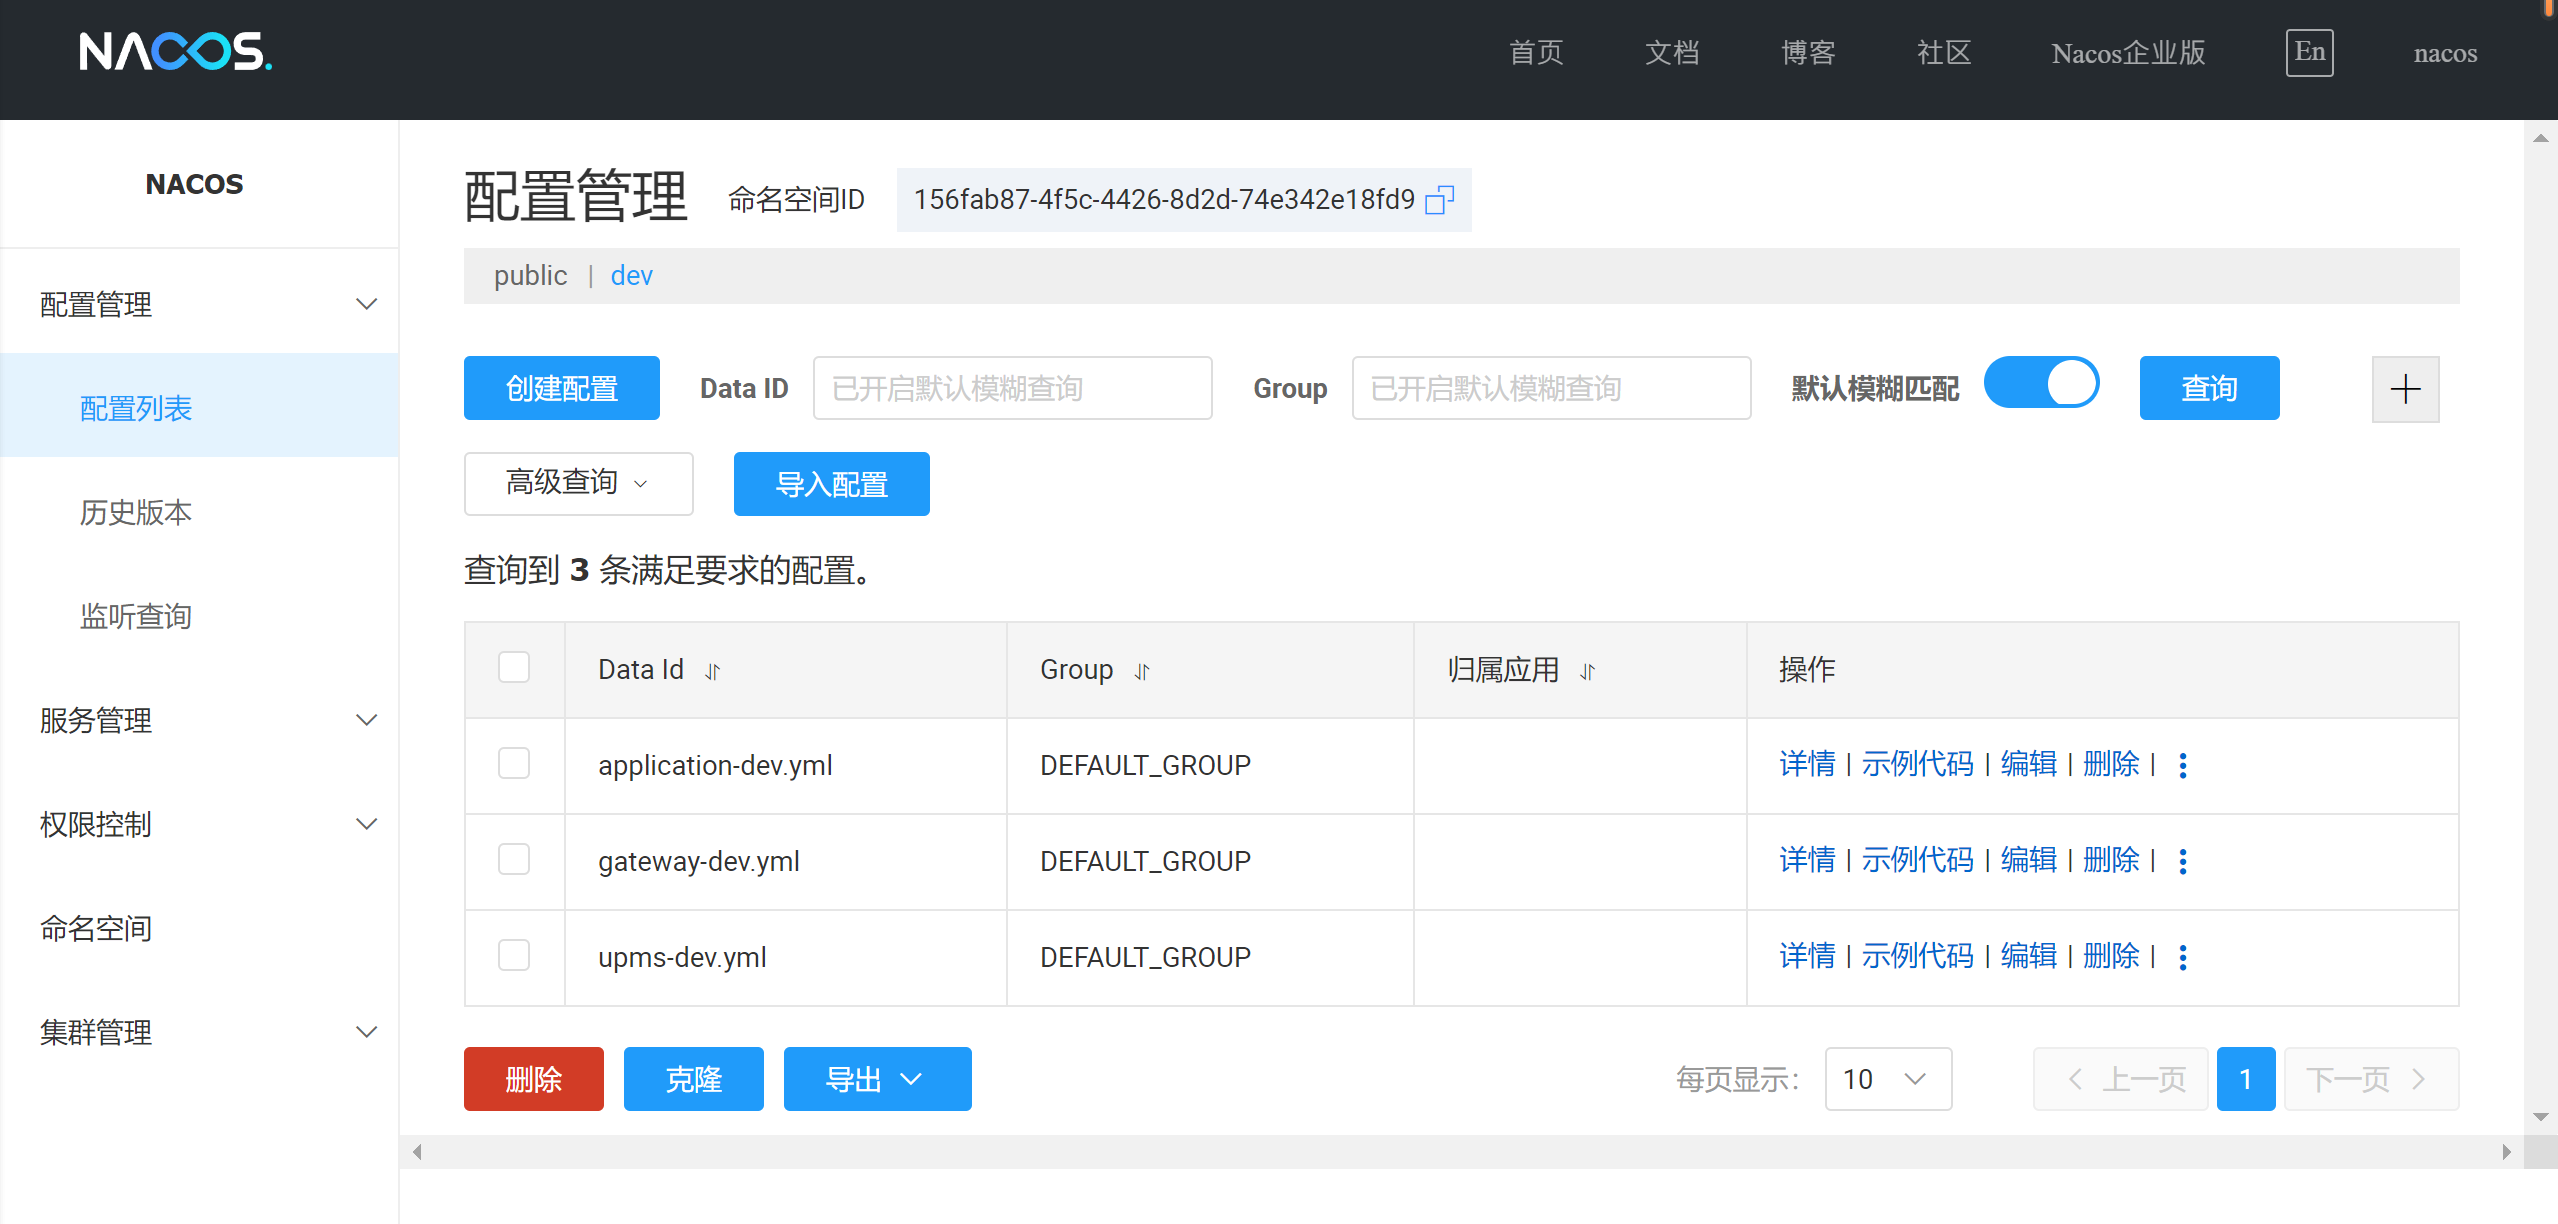 NACOS.
首页 文档 博客 社区 Nacos企业版 En nacos
NACOS
配置管理
配置列表
历史版本
监听查询
服务管理
权限控制
命名空间
集群管理
配置管理 命名空间ID 156fab87-4f5c-4426-8d2d-74e342e18fd9
public | dev
创建配置 Data ID 已开启默认模糊查询 Group 已开启默认模糊查询 默认模糊匹配 查询
高级查询 导入配置
查询到 3 条满足要求的配置。
Data Id Group 归属应用 操作
application-dev.yml DEFAULT_GROUP 详情 | 示例代码 | 编辑 | 删除 |
gateway-dev.yml DEFAULT_GROUP 详情 | 示例代码 | 编辑 | 删除 |
upms-dev.yml DEFAULT_GROUP 详情 | 示例代码 | 编辑 | 删除 |
删除 克隆 导出 每页显示: 10 上一页 1 下一页